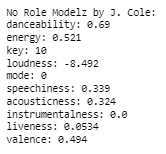 No Role Modelz by J. Cole:
danceability: 0.69
energy: 0.521
key: 10
loudness: -8.492
mode: 0
speechiness: 0.339
acousticness: 0.324
instrumentalness: 0.0
liveness: 0.0534
valence: 0.494